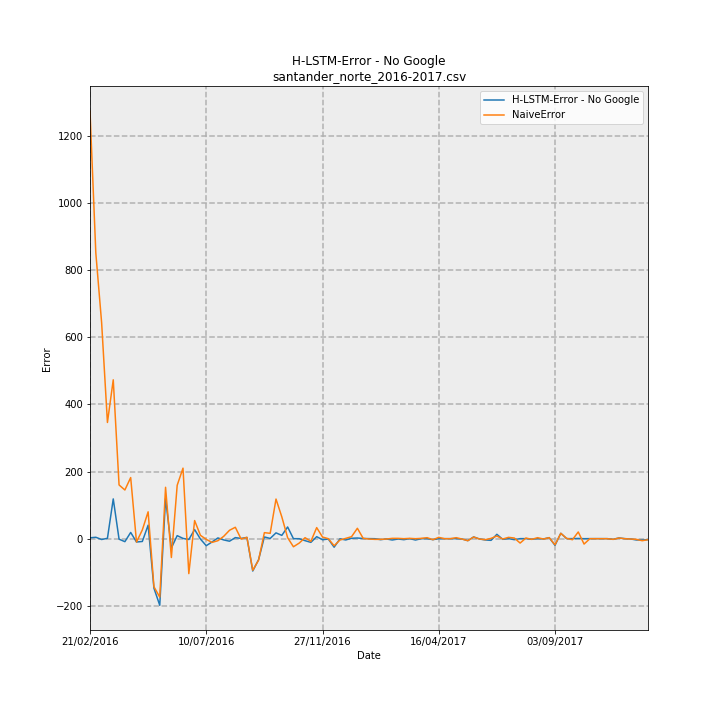 H-LSTM-Error - No Google
santander_norte_2016-2017.csv
H-LSTM-Error - No Google
NaiveError
1200
1000
800
600
400
200
0
−200
Error
21/02/2016 10/07/2016 27/11/2016 16/04/2017 03/09/2017
Date